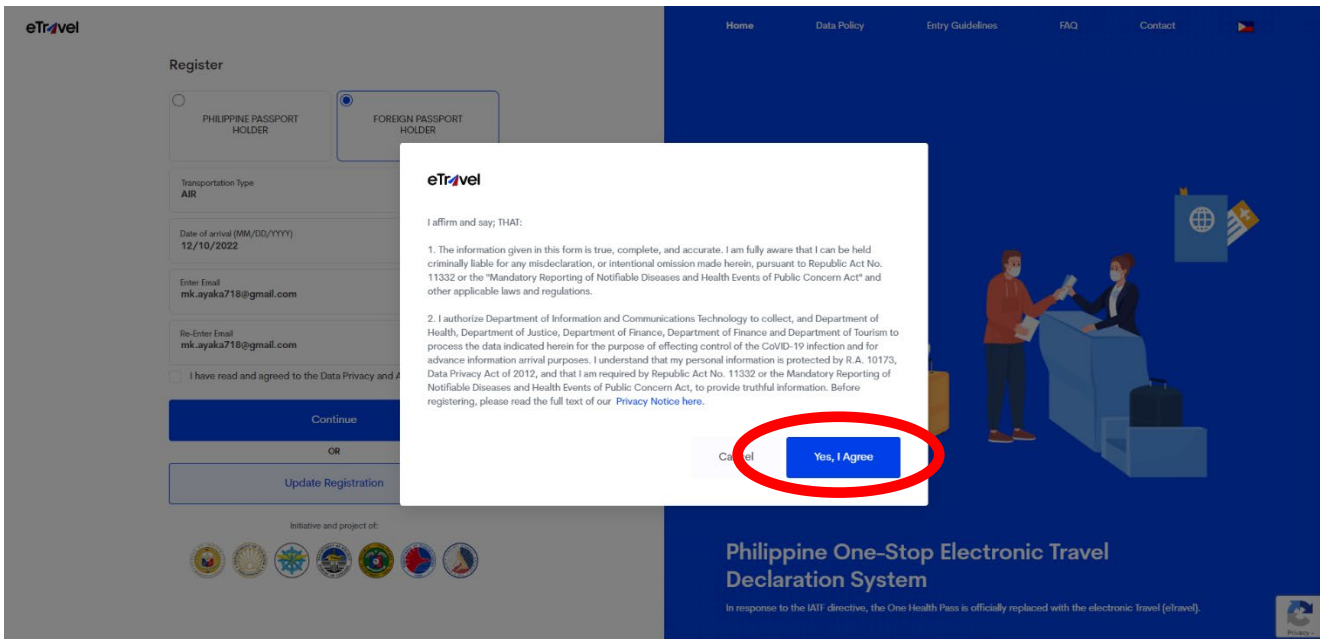 eTravel
Home
Data Policy
Entry Guidelines
FAQ
Contact
Register
PHILIPPINE PASSPORT
HOLDER
FOREIGN PASSPORT
HOLDER
Transportation Type
AIR
Date of arrival (MM/DD/YYYY)
12/10/2022
Enter Email
mk.ayaka718@gmail.com
Re-Enter Email
mk.ayaka718@gmail.com
I have read and agreed to the Data Privacy and
Continue
OR
Update Registration
Initiative and project of:
eTravel
I affirm and say; THAT:
1. The information given in this form is true, complete, and accurate. I am fully aware that I can be held
criminally liable for any misdeclaration, or intentional omission made herein, pursuant to Republic Act No.
11332 or the "Mandatory Reporting of Notifiable Diseases and Health Events of Public Concern Act" and
other applicable laws and regulations.
2. I authorize Department of Information and Communications Technology to collect, and Department of
Health, Department of Justice, Department of Finance, Department of Finance and Department of Tourism to
process the data indicated herein for the purpose of effecting control of the CoVID-19 infection and for
advance information arrival purposes. I understand that my personal information is protected by R.A. 10173,
Data Privacy Act of 2012, and that I am required by Republic Act No. 11332 or the Mandatory Reporting of
Notifiable Diseases and Health Events of Public Concern Act, to provide truthful information. Before
registering, please read the full text of our Privacy Notice here.
Yes, I Agree
Philippine One-Stop Electronic Travel
Declaration System
In response to the IATF directive, the One Health Pass is officially replaced with the electronic Travel (eTravel).
Privacy -